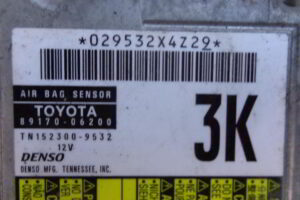 *029532X4Z29*
AIR BAG SENSOR
TOYOTA
89170-06200
TN152300-9532
12V
3K
DENSO
DENSO MFG. TENNESSEE, INC.